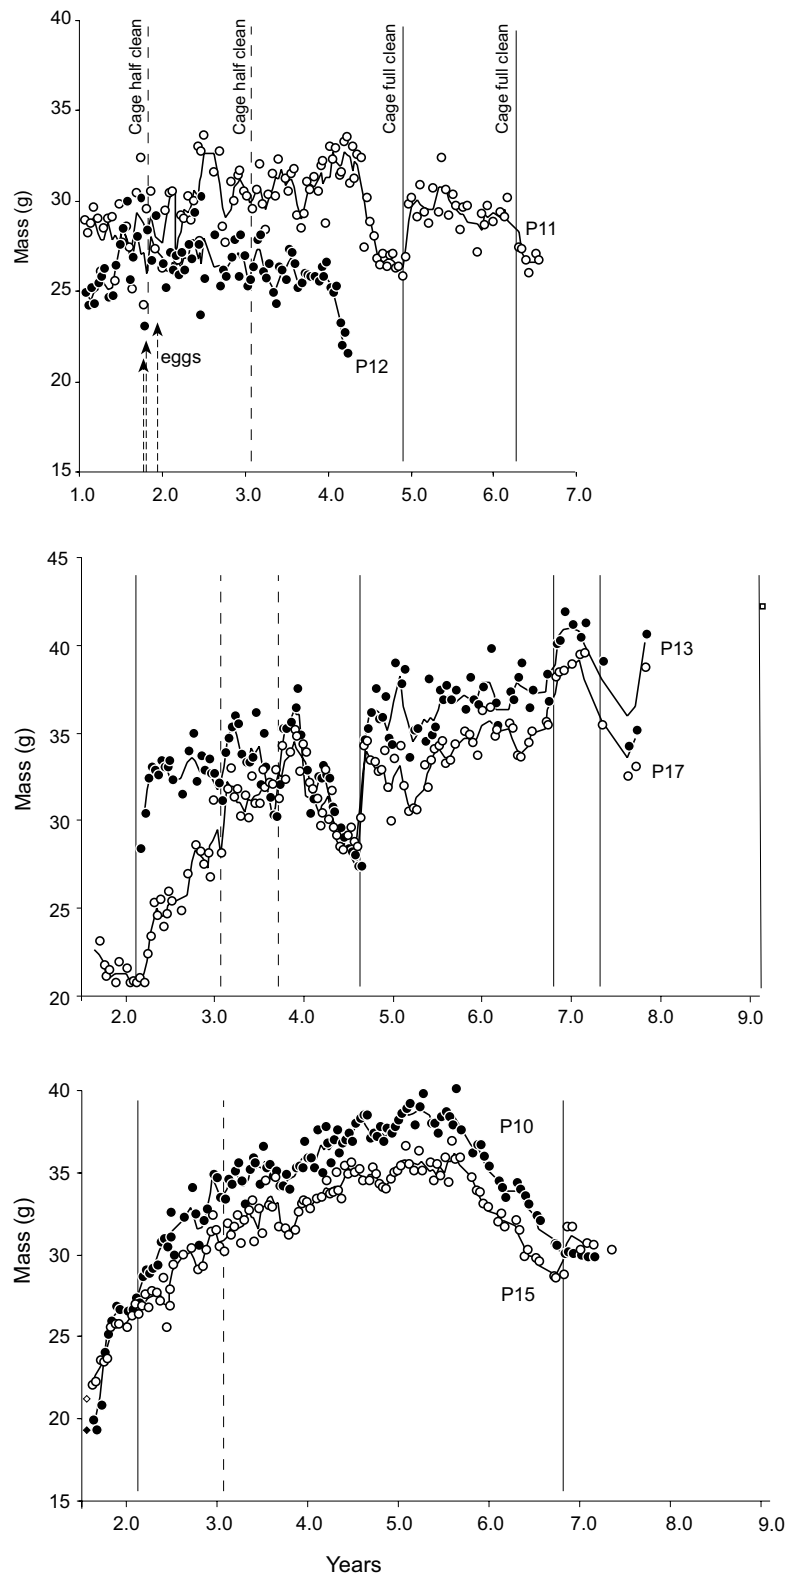 40
35
30
25
20
15
Mass (g)
Cage half clean
Cage half clean
Cage full clean
Cage full clean
P11
P12
eggs
1.0 2.0 3.0 4.0 5.0 6.0 7.0
45
40
35
30
25
20
Mass (g)
P13
P17
2.0 3.0 4.0 5.0 6.0 7.0 8.0 9.0
40
35
30
25
20
15
Mass (g)
P10
P15
2.0 3.0 4.0 5.0 6.0 7.0 8.0 9.0
Years